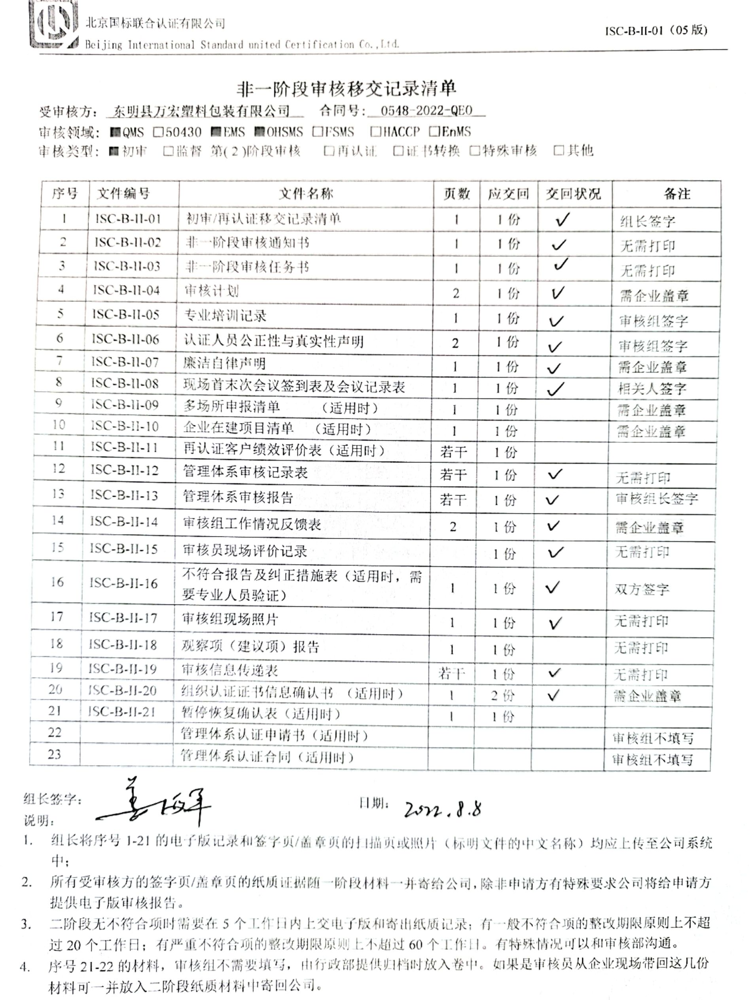 北京国标联合认证有限公司
ISC-B-II-01（05版)
Beijing International Standard united Certification Co.,Ltd.
非一阶段审核移交记录清单
受审核方： 东明县万宏塑料包装有限公司 合同号： 0548-2022-QEO
审核领域：■QMS □50430 ■EMS ■OHSMS □FSMS □HACCP □EnMS
审核类型：■初审 □监督 第(2)阶段审核 □再认证 □证书转换 □特殊审核 □其他
序号 文件编号 文件名称 页数 应交回 交回状况 备注
1 ISC-B-II-01 初审/再认证移交记录清单 1 1份 ✓ 组长签字
2 ISC-B-II-02 非一阶段审核通知书 1 1份 ✓ 无需打印
3 ISC-B-II-03 非一阶段审核任务书 1 1份 ✓ 无需打印
4 ISC-B-II-04 审核计划 2 1份 ✓ 需企业盖章
5 ISC-B-II-05 专业培训记录 1 1份 ✓ 审核组签字
6 ISC-B-II-06 认证人员公正性与真实性声明 2 1份 ✓ 审核组签字
7 ISC-B-II-07 廉洁自律声明 1 1份 ✓ 需企业盖章
8 ISC-B-II-08 现场首末次会议签到表及会议记录表 1 1份 ✓ 相关人签字
9 ISC-B-II-09 多场所申报清单 （适用时） 1 1份 需企业盖章
10 ISC-B-II-10 企业在建项目清单 （适用时） 1 1份 需企业盖章
11 ISC-B-II-11 再认证客户绩效评价表（适用时） 若干 1份
12 ISC-B-II-12 管理体系审核记录表 若干 1份 ✓ 无需打印
13 ISC-B-II-13 管理体系审核报告 若干 1份 ✓ 审核组长签字
14 ISC-B-II-14 审核组工作情况反馈表 2 1份 ✓ 需企业盖章
15 ISC-B-II-15 审核员现场评价记录 1份 ✓ 无需打印
16 ISC-B-II-16 不符合报告及纠正措施表（适用时，需
要专业人员验证） 1 1份 ✓ 双方签字
17 ISC-B-II-17 审核组现场照片 1 1份 ✓ 无需打印
18 ISC-B-II-18 观察项（建议项）报告 1 1份 无需打印
19 ISC-B-II-19 审核信息传递表 若干 1份 ✓ 无需打印
20 ISC-B-II-20 组织认证证书信息确认书 （适用时） 1 2份 ✓ 需企业盖章
21 ISC-B-II-21 暂停恢复确认表（适用时） 1 1份
22 管理体系认证申请书（适用时） 审核组不填写
23 管理体系认证合同（适用时） 审核组不填写
组长签字： 日期： 2022.8.8
说明：
1. 组长将序号 1-21 的电子版记录和签字页/盖章页的扫描页或照片（标明文件的中文名称）均应上传至公司系统
中；
2. 所有受审核方的签字页/盖章页的纸质证据随一阶段材料一并寄给公司，除非申请方有特殊要求公司将给申请方
提供电子版审核报告。
3. 二阶段无不符合项时需要在 5 个工作日内上交电子版和寄出纸质记录；有一般不符合项的整改期限原则上不超
过 20 个工作日；有严重不符合项的整改期限原则上不超过 60 个工作日。有特殊情况可以和审核部沟通。
4. 序号 21-22 的材料，审核组不需要填写，由行政部提供归档时放入卷中。如果是审核员从企业现场带回这几份
材料可一并放入二阶段纸质材料中寄回公司。